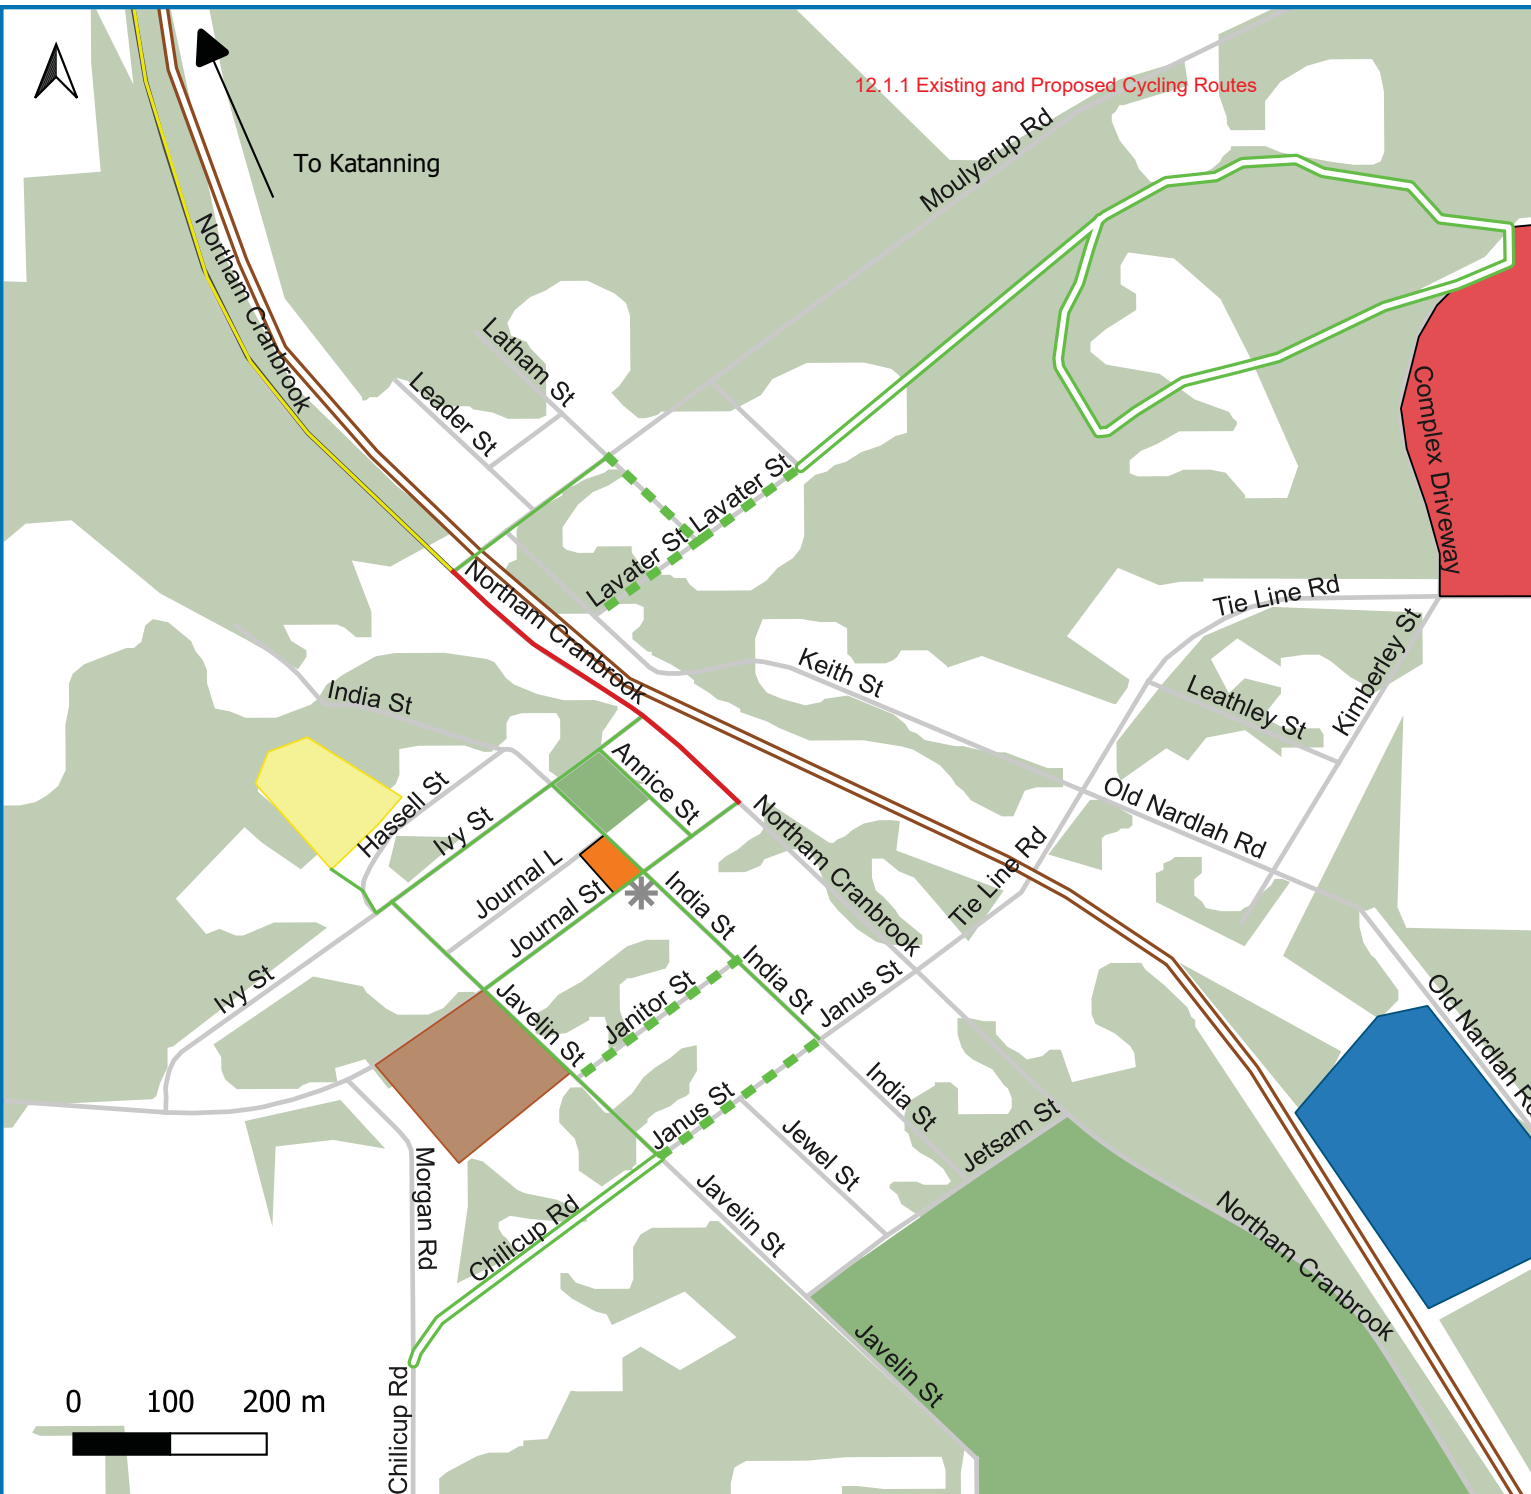 12.1.1 Existing and Proposed Cycling Routes
To Katanning
Moulyerup Rd
Northam Cranbrook
Latham St
Leader St
Complex Driveway
Lavater St
Lavater St
Northam Cranbrook
Tie Line Rd
Kimberley St
Keith St
Leathley St
India St
Annice St
Old Nardlah Rd
Hassell St
Ivy St
Northam Cranbrook
Tie Line Rd
Journal L
Journal St
India St
India St
Janus St
Ivy St
Javelin St
Janitor St
Old Nardlah Rd
India St
Janus St
Jewel St
Jetsam St
Morgan Rd
Javelin St
Chilicup Rd
Northam Cranbrook
Javelin St
Chilicup Rd
0 100 200 m